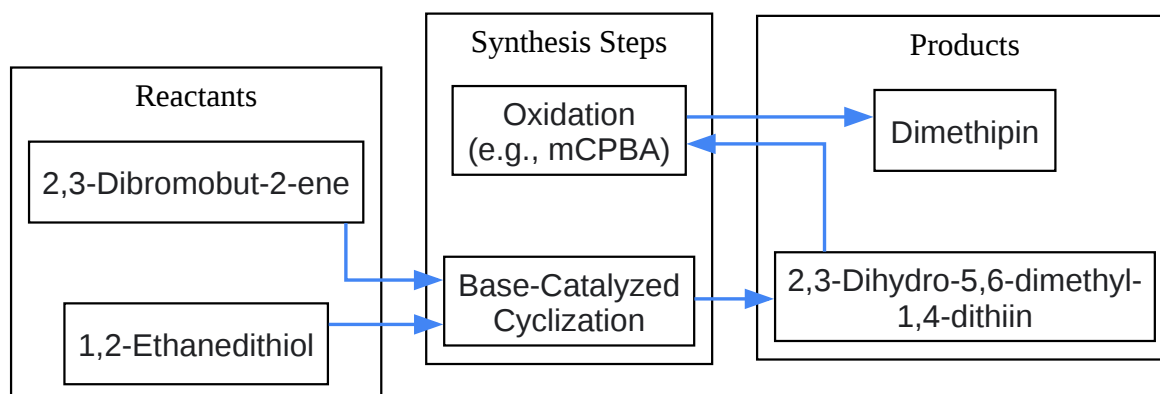 Reactants
2,3-Dibromobut-2-ene
1,2-Ethanedithiol
Synthesis Steps
Oxidation
(e.g., mCPBA)
Base-Catalyzed
Cyclization
Products
Dimethipin
2,3-Dihydro-5,6-dimethyl-
1,4-dithiin